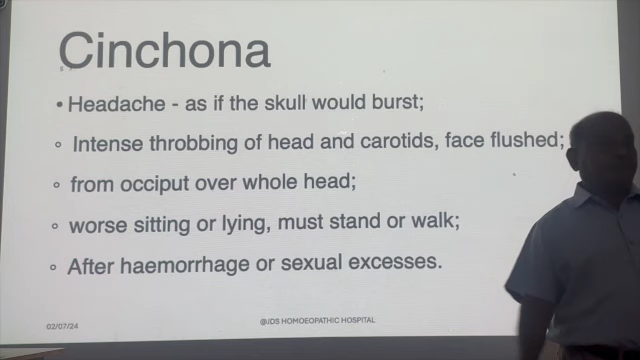 Cinchona
• Headache - as if the skull would burst;
◦ Intense throbbing of head and carotids, face flushed;
◦ from occiput over whole head;
◦ worse sitting or lying, must stand or walk;
◦ After haemorrhage or sexual excesses.
02/07/24
@JDS HOMOEOPATHIC HOSPITAL